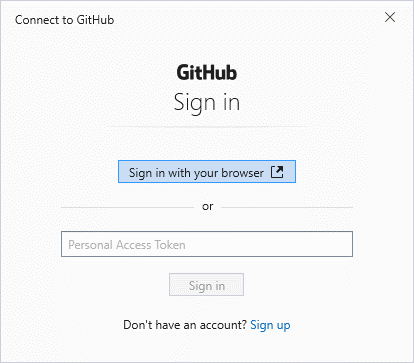 Connect to GitHub
GitHub
Sign in
Sign in with your browser
or
Personal Access Token
Sign in
Don't have an account? Sign up